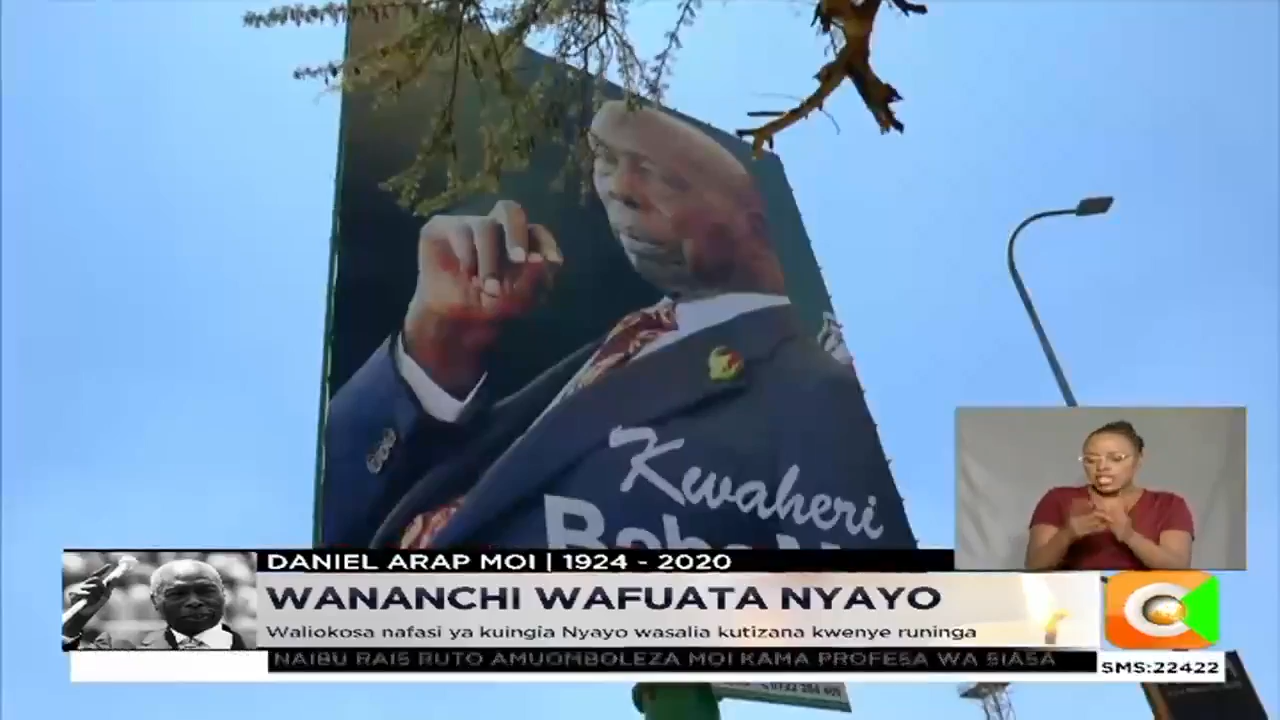 Kwaheri
DANIEL ARAP MOI | 1924 - 2020
WANANCHI WAFUATA NYAYO
Waliokosa nafasi ya kuingia Nyayo wasalia kutizana kwenye runinga
NAIBU RAIS RUTO AMUOMBOLEZA MOI KAMA PROFESA WA SIASA
SMS:22422